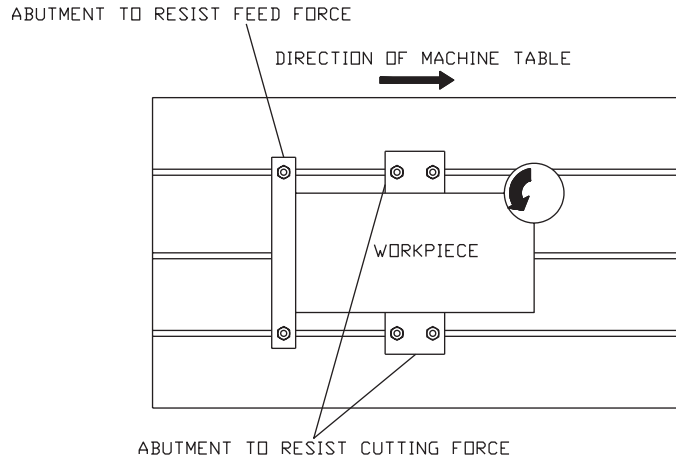 ABUTMENT TO RESIST FEED FORCE
DIRECTION OF MACHINE TABLE
WORKPIECE
ABUTMENT TO RESIST CUTTING FORCE